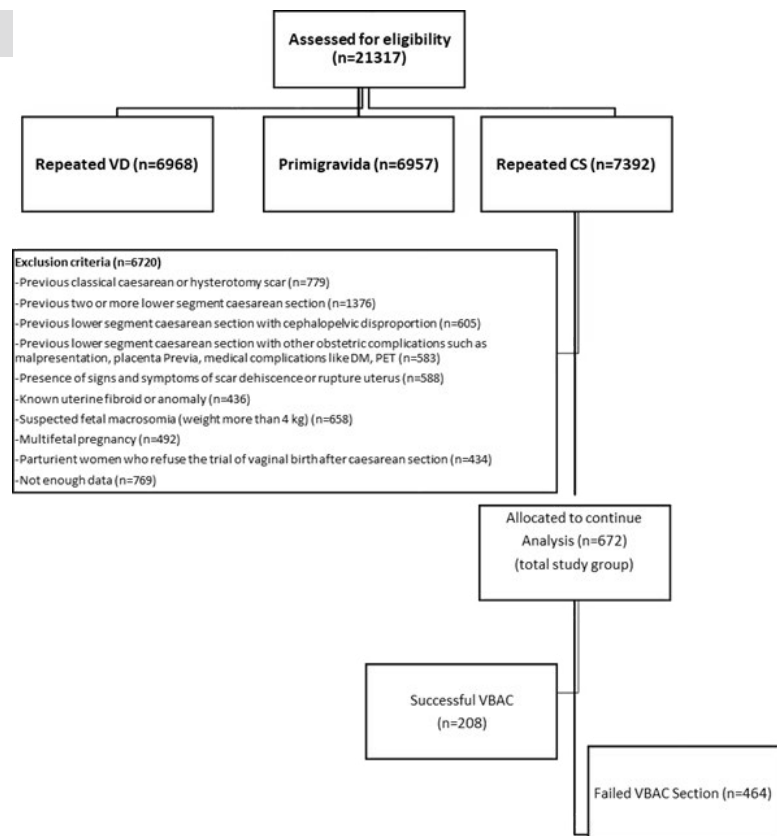 Assessed for eligibility
(n=21317)
Repeated VD (n=6968)
Primigravida (n=6957)
Repeated CS (n=7392)
Exclusion criteria (n=6720)
-Previous classical caesarean or hysterotomy scar (n=779)
-Previous two or more lower segment caesarean section (n=1376)
-Previous lower segment caesarean section with cephalopelvic disproportion (n=605)
-Previous lower segment caesarean section with other obstetric complications such as
malpresentation, placenta Previa, medical complications like DM, PET (n=583)
-Presence of signs and symptoms of scar dehiscence or rupture uterus (n=588)
-Known uterine fibroid or anomaly (n=436)
-Suspected fetal macrosomia (weight more than 4 kg) (n=658)
-Multifetal pregnancy (n=492)
-Parturient women who refuse the trial of vaginal birth after caesarean section (n=434)
-Not enough data (n=769)
Allocated to continue
Analysis (n=672)
(total study group)
Successful VBAC
(n=208)
Failed VBAC Section (n=464)